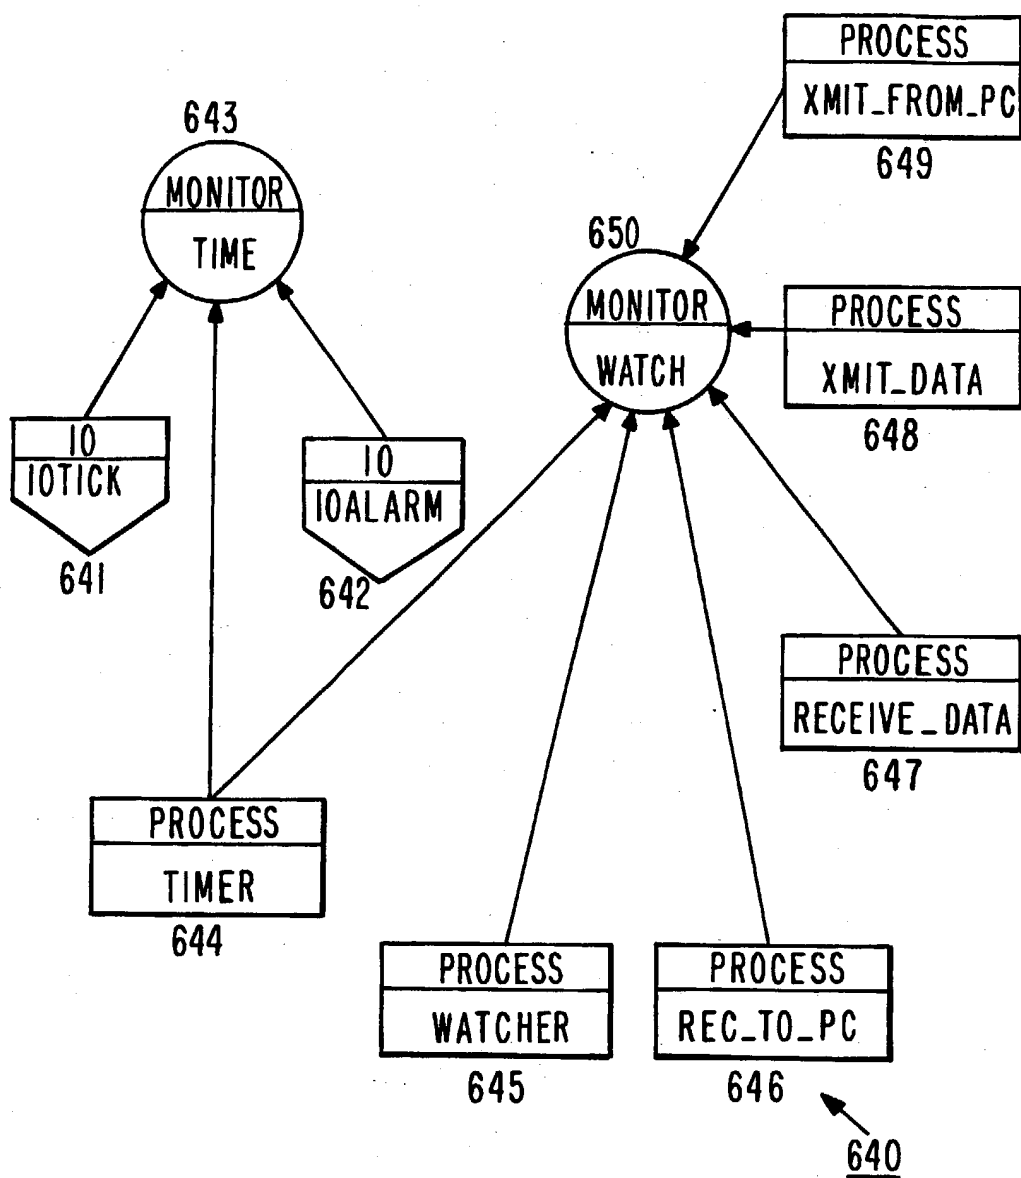 PROCESS
XMIT_FROM_PC
649
643
MONITOR
TIME
650
MONITOR
WATCH
PROCESS
XMIT_DATA
648
IO
IOTICK
641
IO
IOALARM
642
PROCESS
RECEIVE_DATA
647
PROCESS
TIMER
644
PROCESS
WATCHER
645
PROCESS
REC_TO_PC
646
640